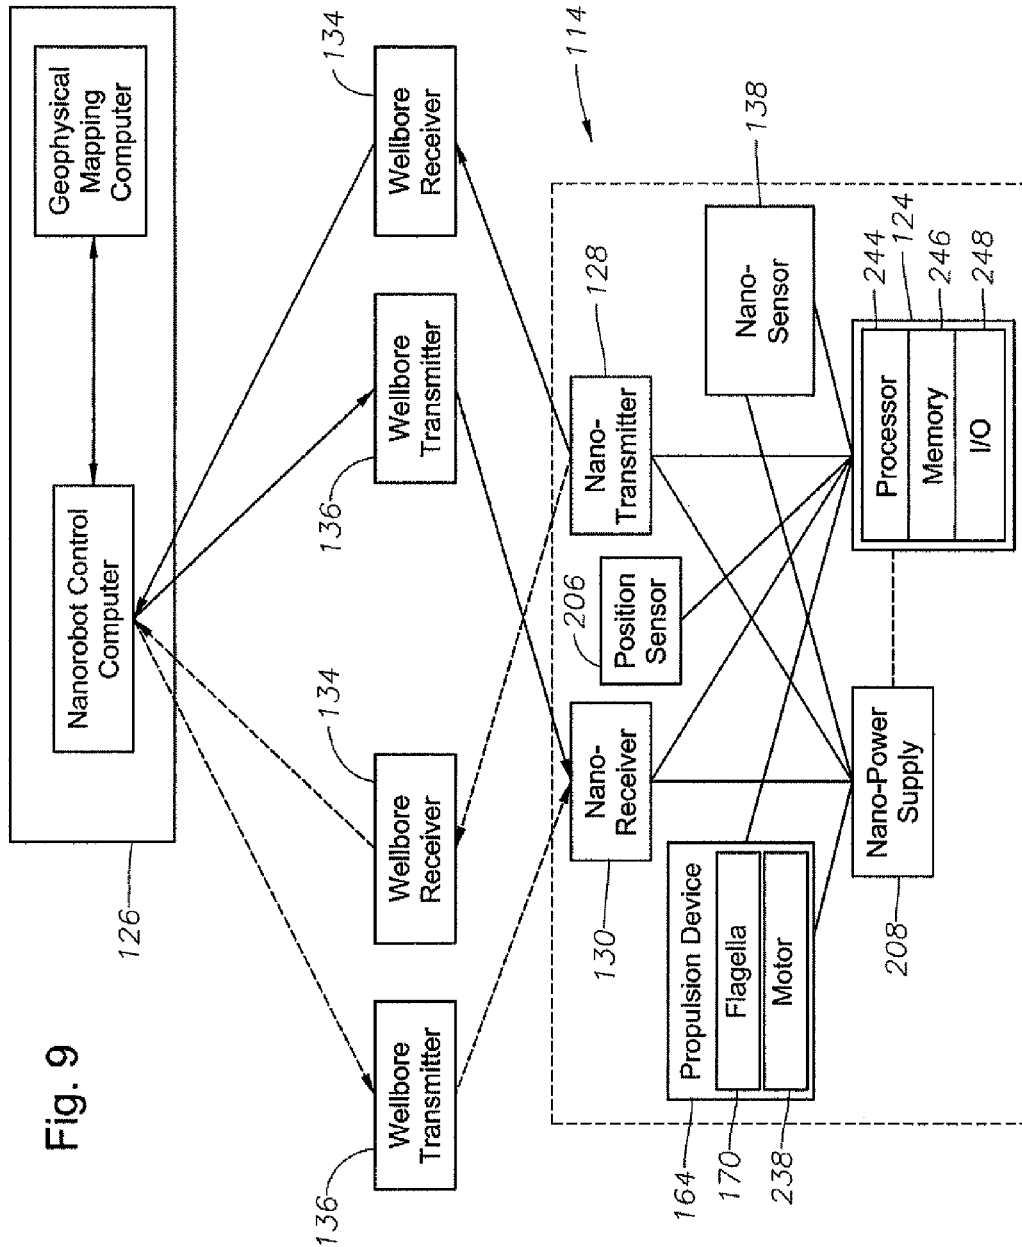 Fig. 9
126
Nanorobot Control
Computer
Geophysical
Mapping
Computer
136
Wellbore
Transmitter
134
Wellbore
Receiver
136
Wellbore
Transmitter
134
Wellbore
Receiver
114
130
Nano-
Receiver
206
Position
Sensor
Nano-
Transmitter
128
164
Propulsion Device
170
Flagella
238
Motor
Nano-
Sensor
138
208
Nano-Power
Supply
Processor
244
124
Memory
246
I/O
248